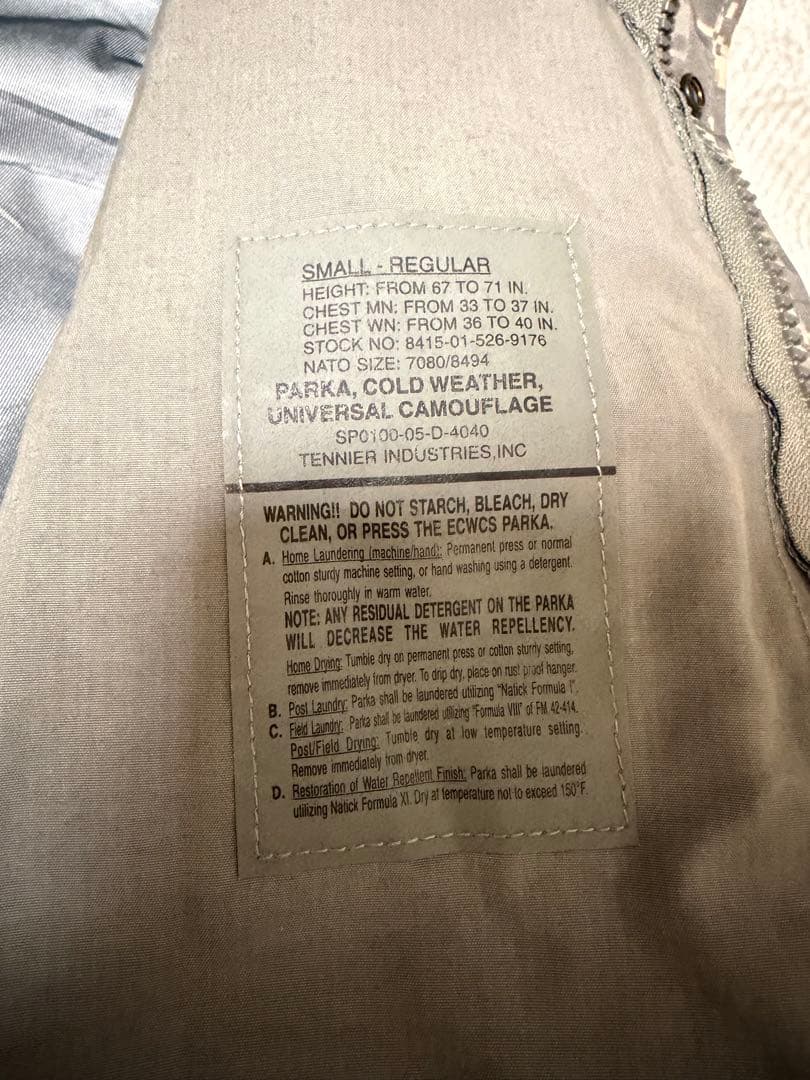 SMALL - REGULAR
HEIGHT: FROM 67 TO 71 IN.
CHEST MN: FROM 33 TO 37 IN.
CHEST WN: FROM 36 TO 40 IN.
STOCK NO: 8415-01-526-9176
NATO SIZE: 7080/8494
PARKA, COLD WEATHER,
UNIVERSAL CAMOUFLAGE
SP0100-05-D-4040
TENNIER INDUSTRIES,INC
WARNING!! DO NOT STARCH, BLEACH, DRY
CLEAN, OR PRESS THE ECWCS PARKA.
A. Home Laundering (machine/hand): Permanent press or normal
cotton sturdy machine setting, or hand washing using a detergent.
Rinse thoroughly in warm water.
NOTE: ANY RESIDUAL DETERGENT ON THE PARKA
WILL DECREASE THE WATER REPELLENCY.
Home Drying: Tumble dry on permanent press or cotton sturdy setting,
remove immediately from dryer. To drip dry, place on rust proof hanger.
B. Post Laundry: Parka shall be laundered utilizing "Natick Formula I".
C. Field Laundry: Parka shall be laundered utilizing "Formula VIII" of FM 42-414.
Post/Field Drying: Tumble dry at low temperature setting.
Remove immediately from dryer.
D. Restoration of Water Repellent Finish: Parka shall be laundered
utilizing Natick Formula XI. Dry at temperature not to exceed 150°F.